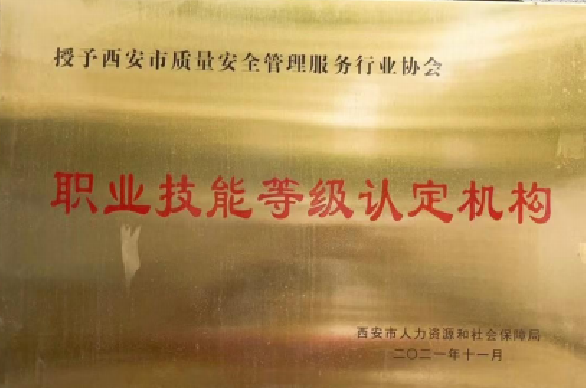 授予西安市质量安全管理服务行业协会
职业技能等级认定机构
西安市人力资源和社会保障局
二〇二一年十一月